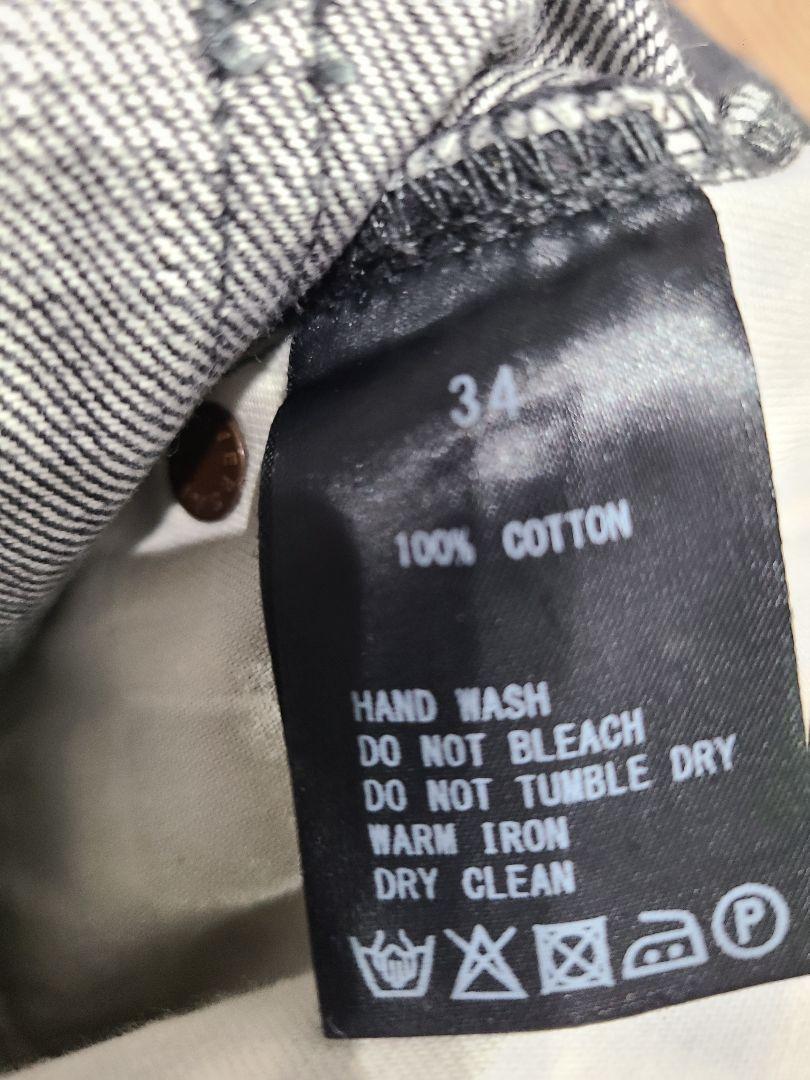 34
100% COTTON
HAND WASH
DO NOT BLEACH
DO NOT TUMBLE DRY
WARM IRON
DRY CLEAN
P